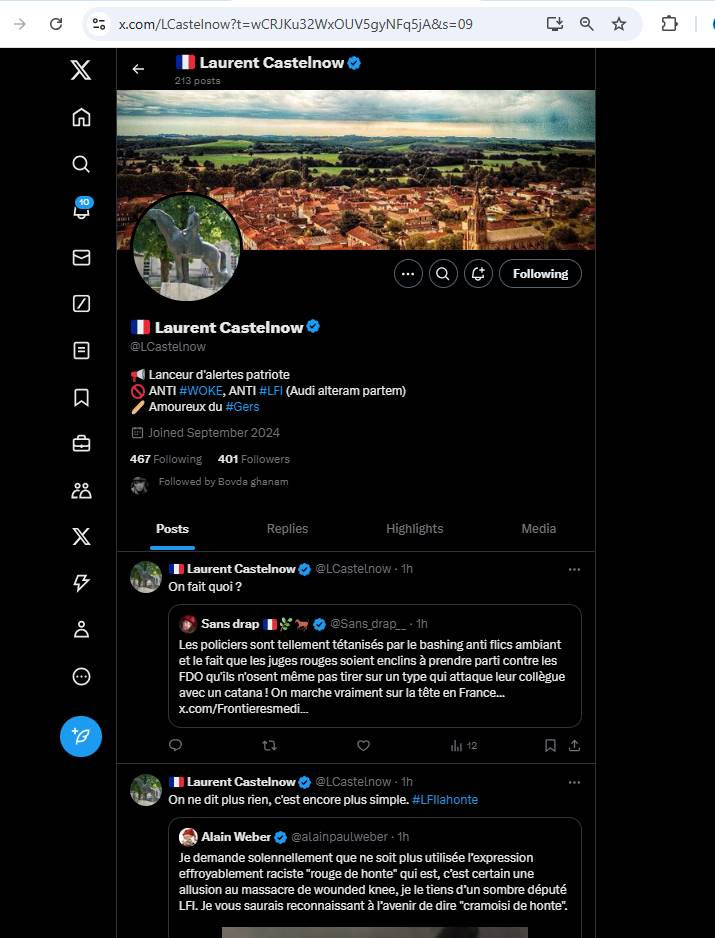 x.com/LCastelnow?t=wCRJKu32WxOUV5gyNFq5jA&s=09
Laurent Castelnow
213 posts
10
Following
Laurent Castelnow
@LCastelnow
Lanceur d'alertes patriote
ANTI #WOKE, ANTI #LFI (Audi alteram partem)
Amoureux du #Gers
Joined September 2024
467 Following 401 Followers
Followed by Bovda ghanam
Posts Replies Highlights Media
Laurent Castelnow @LCastelnow · 1h
On fait quoi ?
Sans drap @Sans_drap__ · 1h
Les policiers sont tellement tétanisés par le bashing anti flics ambiant
et le fait que les juges rouges soient enclins à prendre parti contre les
FDO qu'ils n'osent même pas tirer sur un type qui attaque leur collègue
avec un catana ! On marche vraiment sur la tête en France...
x.com/Frontieresmedi...
12
Laurent Castelnow @LCastelnow · 1h
On ne dit plus rien, c'est encore plus simple. #LFIlahonte
Alain Weber @alainpaulweber · 1h
Je demande solennellement que ne soit plus utilisée l'expression
effroyablement raciste "rouge de honte" qui est, c'est certain une
allusion au massacre de wounded knee, je le tiens d'un sombre député
LFI. Je vous saurais reconnaissant à l'avenir de dire "cramoisi de honte".